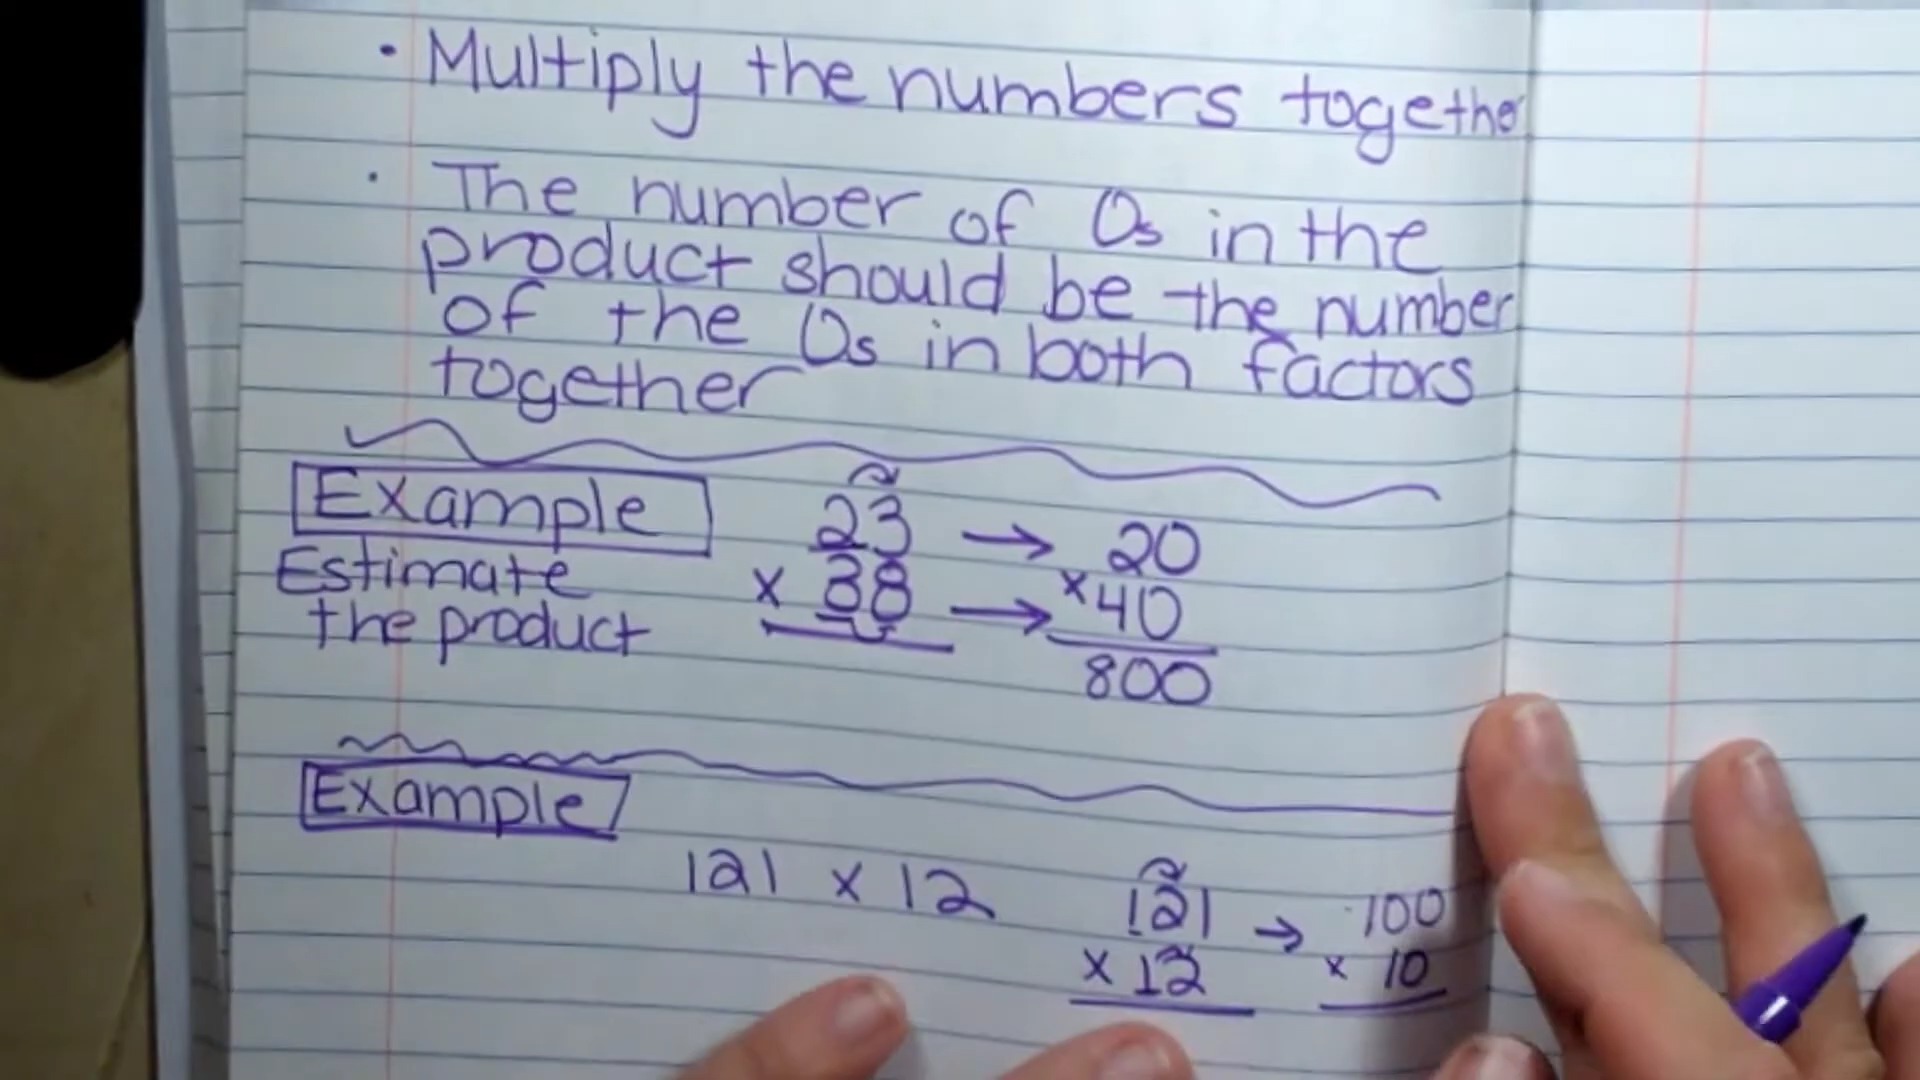 • Multiply the numbers together
• The number of 0s in the
product should be the number
of the 0s in both factors
together
Example
23 → 20
Estimate
x 38 → x 40
the product
800
Example
121 x 12
121 → 100
x 12 x 10